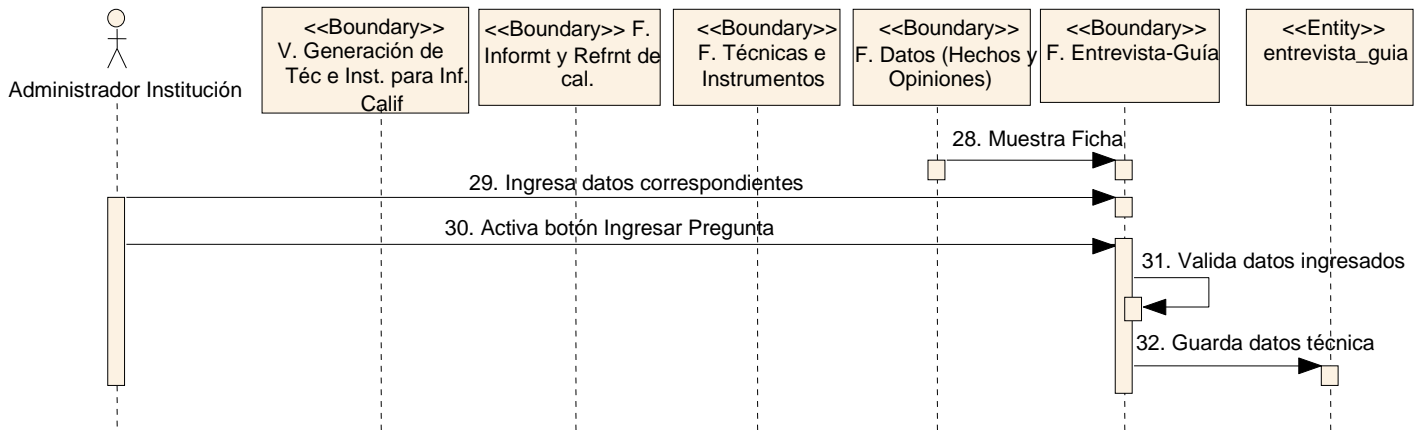 Administrador Institución
<<Boundary>>
V. Generación de
Téc e Inst. para Inf.
Calif
<<Boundary>> F.
Informt y Refrnt de
cal.
<<Boundary>>
F. Técnicas e
Instrumentos
<<Boundary>>
F. Datos (Hechos y
Opiniones)
<<Boundary>>
F. Entrevista-Guía
<<Entity>>
entrevista_guia
28. Muestra Ficha
29. Ingresa datos correspondientes
30. Activa botón Ingresar Pregunta
31. Valida datos ingresados
32. Guarda datos técnica